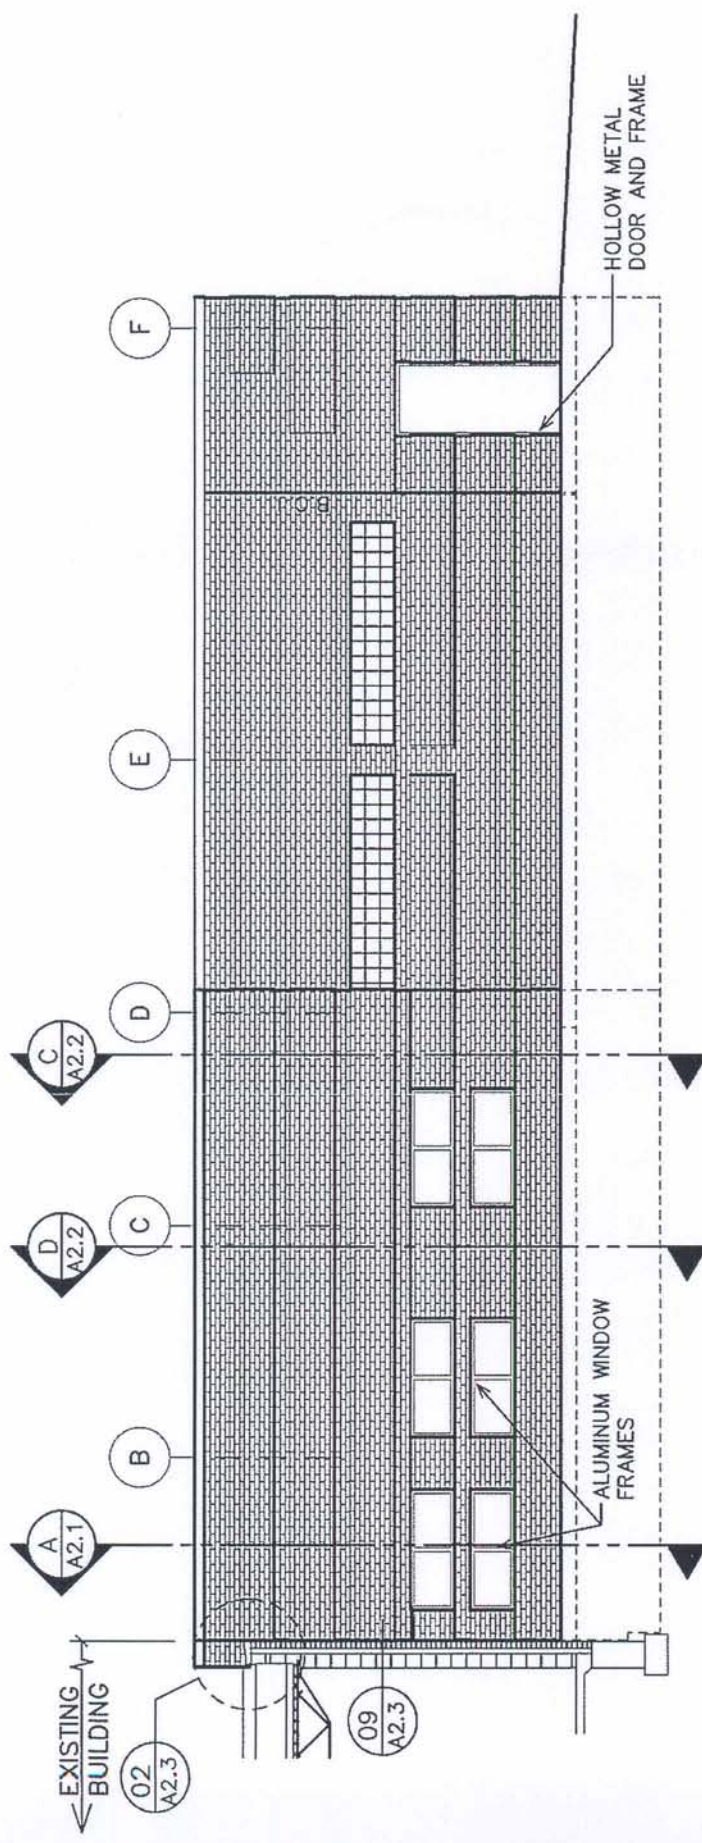 EXISTING
BUILDING
02
A2.3
A
A2.1
B
D
A2.2
C
C
A2.2
D
E
F
B.O.J
09
A2.3
ALUMINUM WINDOW
FRAMES
HOLLOW METAL
DOOR AND FRAME